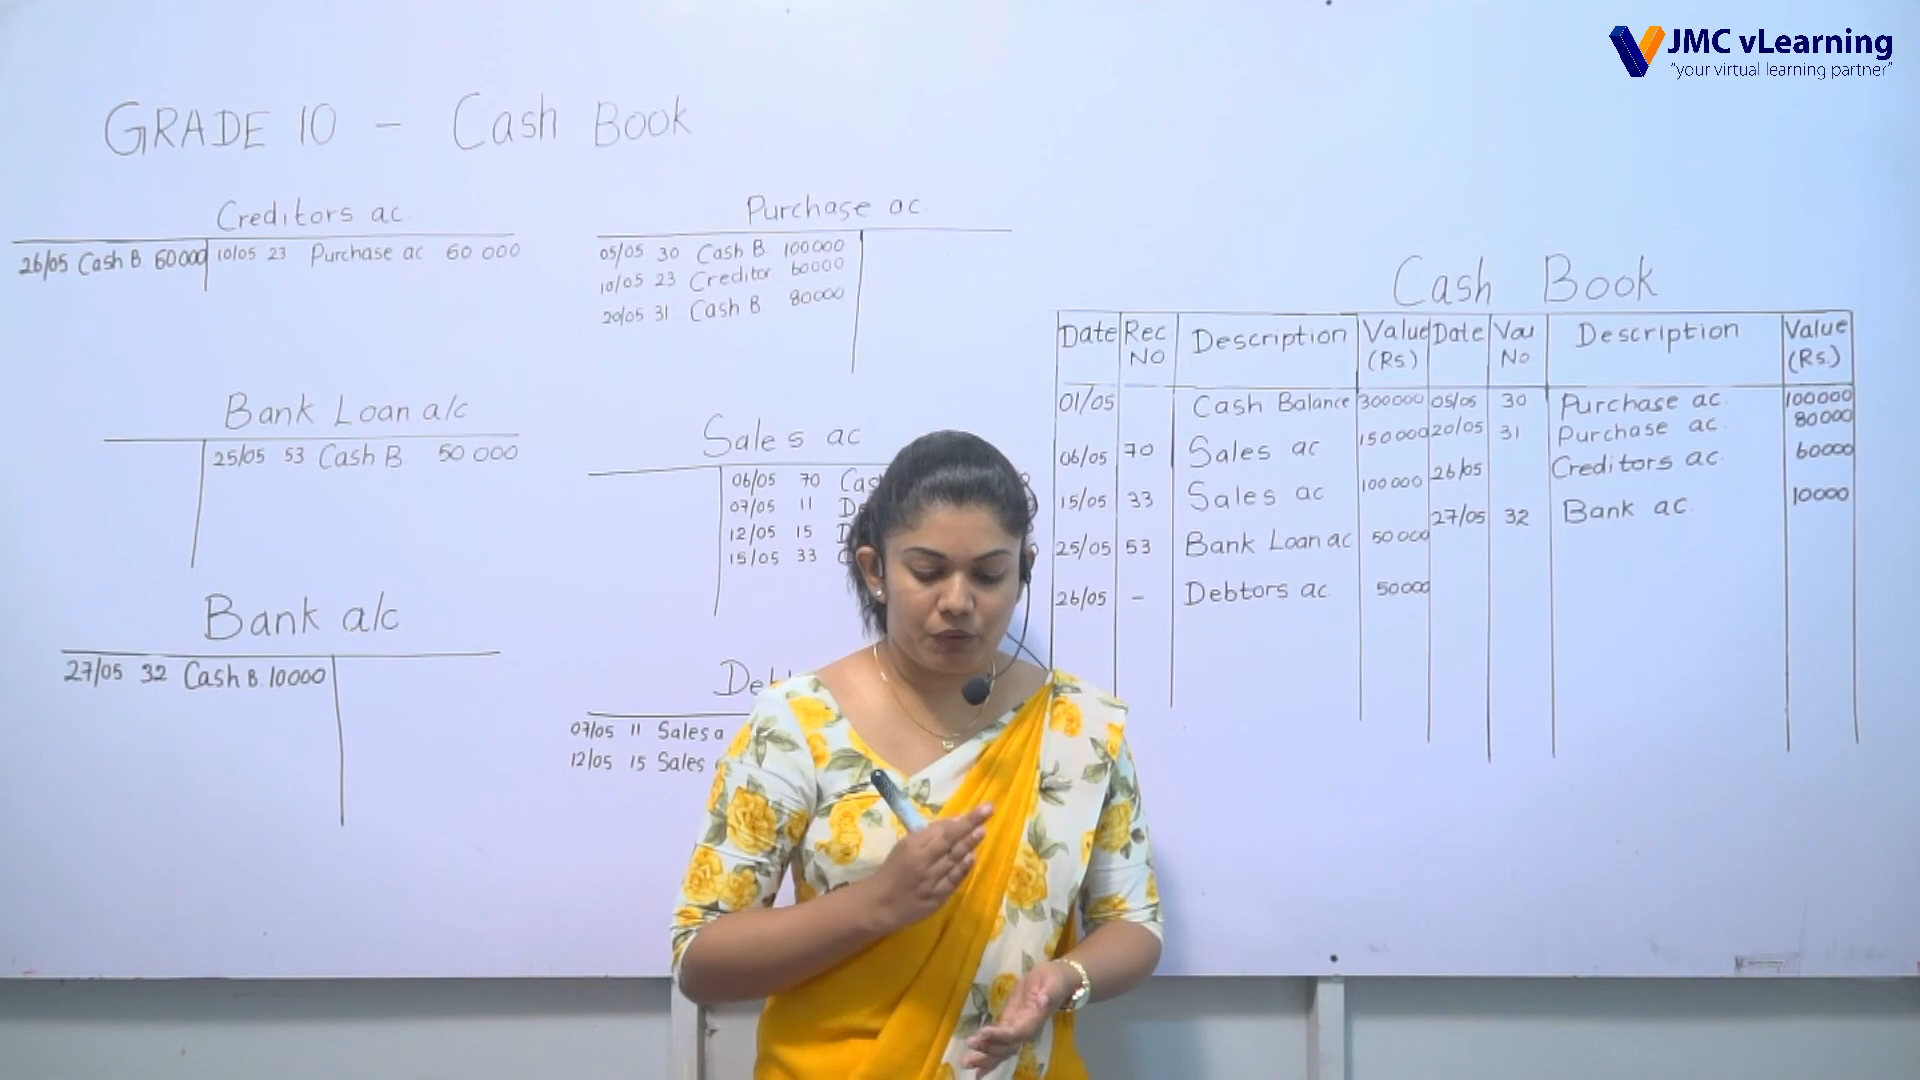 JMC vLearning
"your virtual learning partner"
GRADE 10 - Cash Book
Creditors ac
26/05 Cash B. 60000 10/05 23 Purchase ac 60 000
Purchase ac.
05/05 30 Cash B 100000
10/05 23 Creditor 60000
20/05 31 Cash B 80000
Bank Loan a/c
25/05 53 Cash B. 50 000
Sales ac
06/05 70
07/05 11
12/05 15
15/05 33
Bank a/c
27/05 32 Cash B. 10000
07/05 11 Sales a
12/05 15 Sales
Cash Book
Date Rec No Description Value (Rs) Date Vou No Description Value (Rs.)
01/05 Cash Balance 300000 05/05 30 Purchase ac. 100000
06/05 70 Sales ac 150000 20/05 31 Purchase ac. 80000
15/05 33 Sales ac 100000 26/05 Creditors ac. 60000
25/05 53 Bank Loan ac 50000 27/05 32 Bank ac. 10000
26/05 - Debtors ac 50000